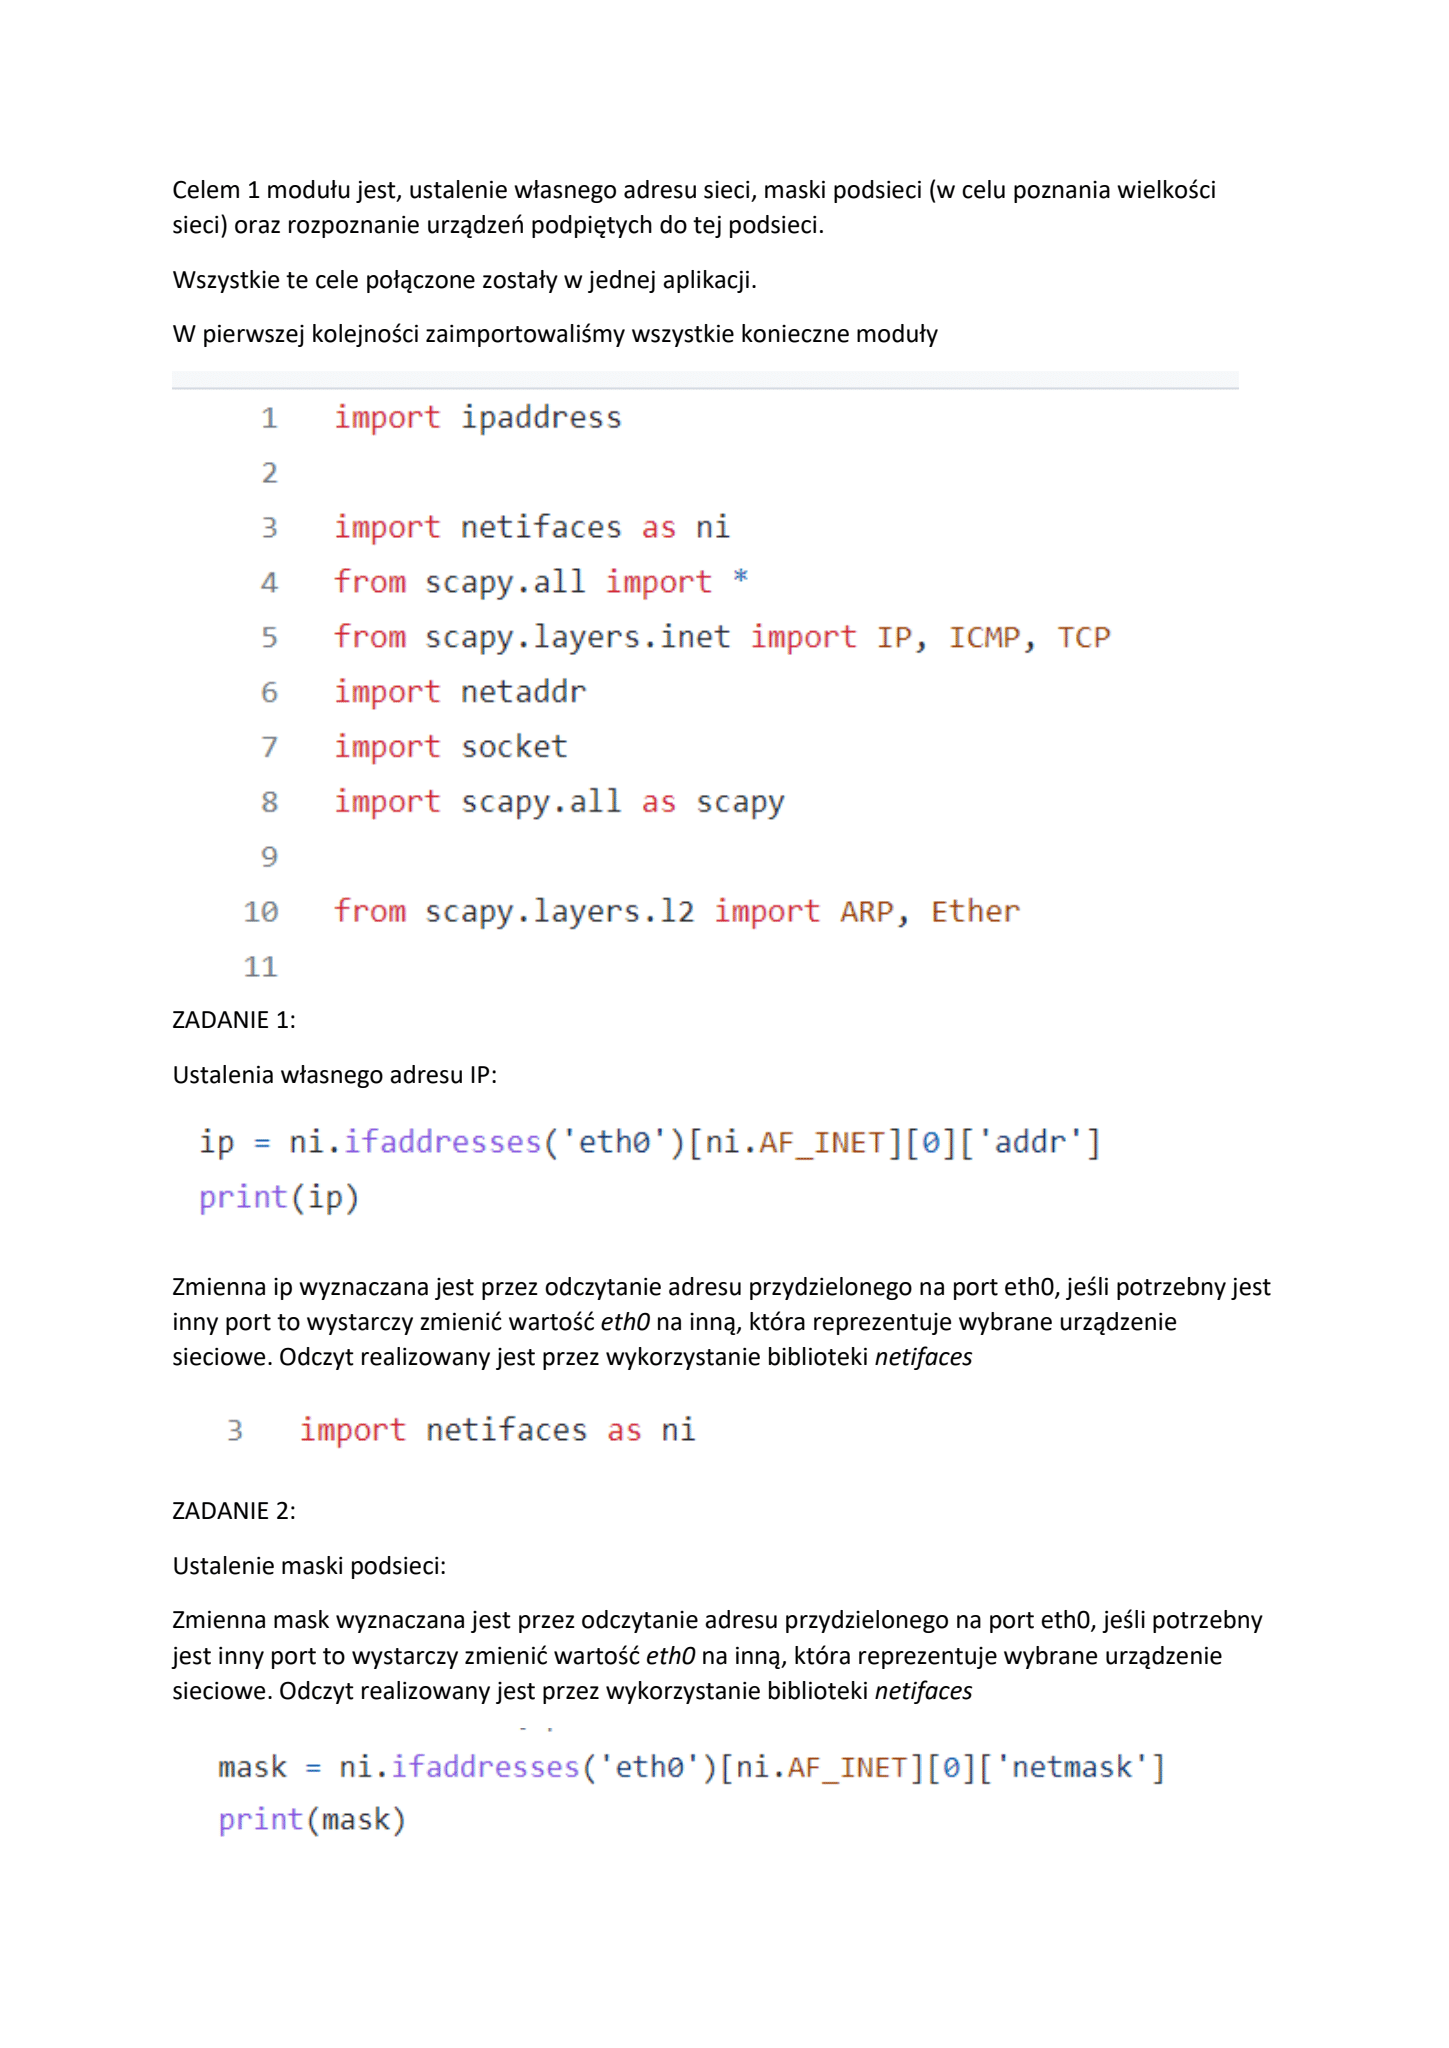 Celem 1 modułu jest, ustalenie własnego adresu sieci, maski podsieci (w celu poznania wielkości
sieci) oraz rozpoznanie urządzeń podpiętych do tej podsieci.
Wszystkie te cele połączone zostały w jednej aplikacji.
W pierwszej kolejności zaimportowaliśmy wszystkie konieczne moduły
1 import ipaddress
2
3 import netifaces as ni
4 from scapy.all import *
5 from scapy.layers.inet import IP, ICMP, TCP
6 import netaddr
7 import socket
8 import scapy.all as scapy
9
10 from scapy.layers.l2 import ARP, Ether
11
ZADANIE 1:
Ustalenia własnego adresu IP:
ip = ni.ifaddresses('eth0')[ni.AF_INET][0]['addr']
print(ip)
Zmienna ip wyznaczana jest przez odczytanie adresu przydzielonego na port eth0, jeśli potrzebny jest
inny port to wystarczy zmienić wartość eth0 na inną, która reprezentuje wybrane urządzenie
sieciowe. Odczyt realizowany jest przez wykorzystanie biblioteki netifaces
3 import netifaces as ni
ZADANIE 2:
Ustalenie maski podsieci:
Zmienna mask wyznaczana jest przez odczytanie adresu przydzielonego na port eth0, jeśli potrzebny
jest inny port to wystarczy zmienić wartość eth0 na inną, która reprezentuje wybrane urządzenie
sieciowe. Odczyt realizowany jest przez wykorzystanie biblioteki netifaces
mask = ni.ifaddresses('eth0')[ni.AF_INET][0]['netmask']
print(mask)